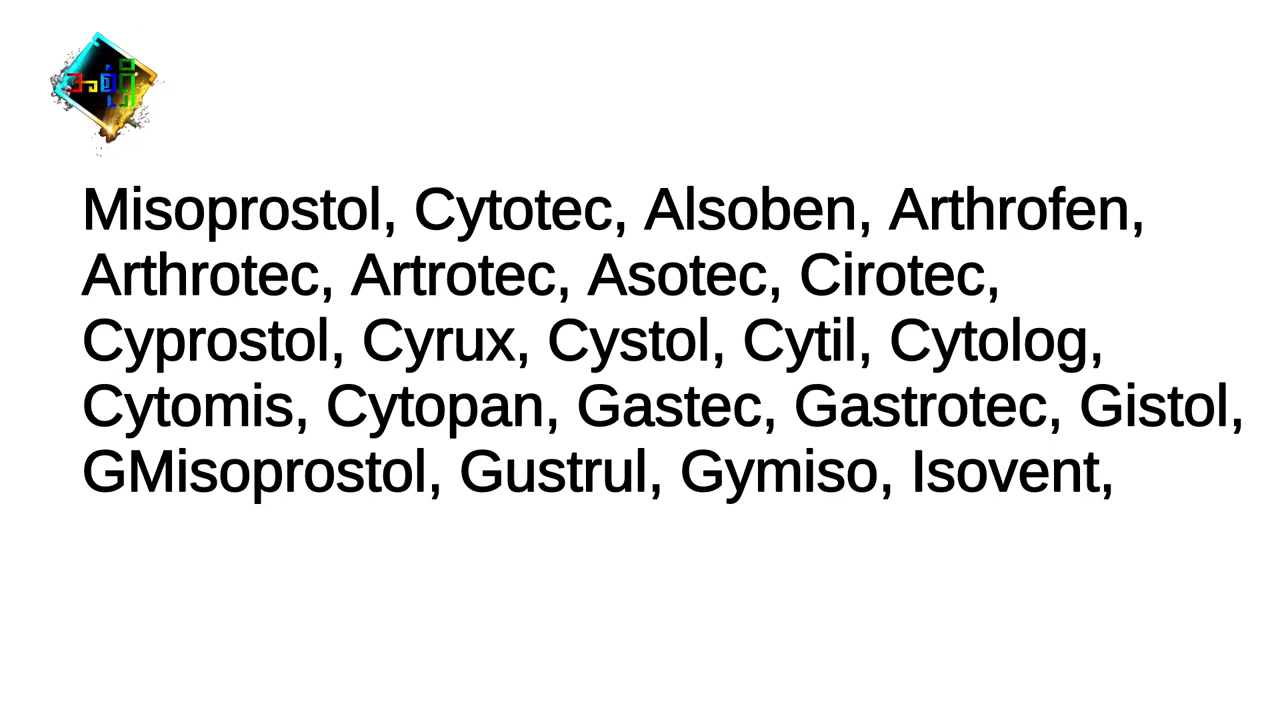 Misoprostol, Cytotec, Alsoben, Arthrofen,
Arthrotec, Artrotec, Asotec, Cirotec,
Cyprostol, Cyrux, Cystol, Cytil, Cytolog,
Cytomis, Cytopan, Gastec, Gastrotec, Gistol,
GMisoprostol, Gustrul, Gymiso, Isovent,